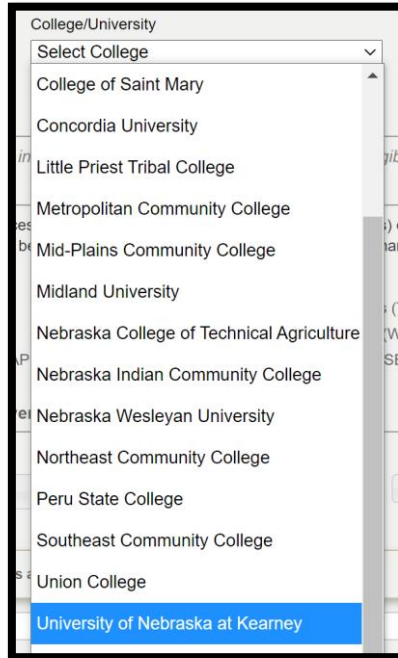 College/University
Select College
College of Saint Mary
Concordia University
in
Little Priest Tribal College
Metropolitan Community College
be
Mid-Plains Community College
Midland University
Nebraska College of Technical Agriculture
Nebraska Indian Community College
Nebraska Wesleyan University
Northeast Community College
Peru State College
Southeast Community College
Union College
University of Nebraska at Kearney